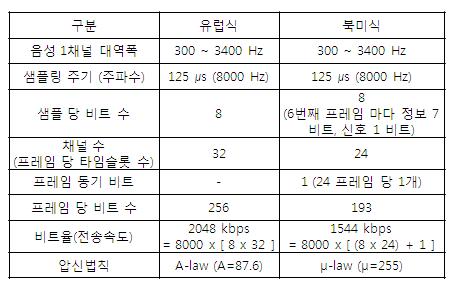 구분 유럽식 북미식
음성 1채널 대역폭 300 ~ 3400 Hz 300 ~ 3400 Hz
샘플링 주기 (주파수) 125 μs (8000 Hz) 125 μs (8000 Hz)
샘플 당 비트 수 8 8
(6번째 프레임 마다 정보 7
비트, 신호 1 비트)
채널 수
(프레임 당 타임슬롯 수) 32 24
프레임 동기 비트 - 1 (24 프레임 당 1개)
프레임 당 비트 수 256 193
비트율(전송속도) 2048 kbps 1544 kbps
= 8000 x [ 8 x 32 ] = 8000 x [ (8 x 24) + 1 ]
압신법칙 A-law (A=87.6) μ-law (μ=255)